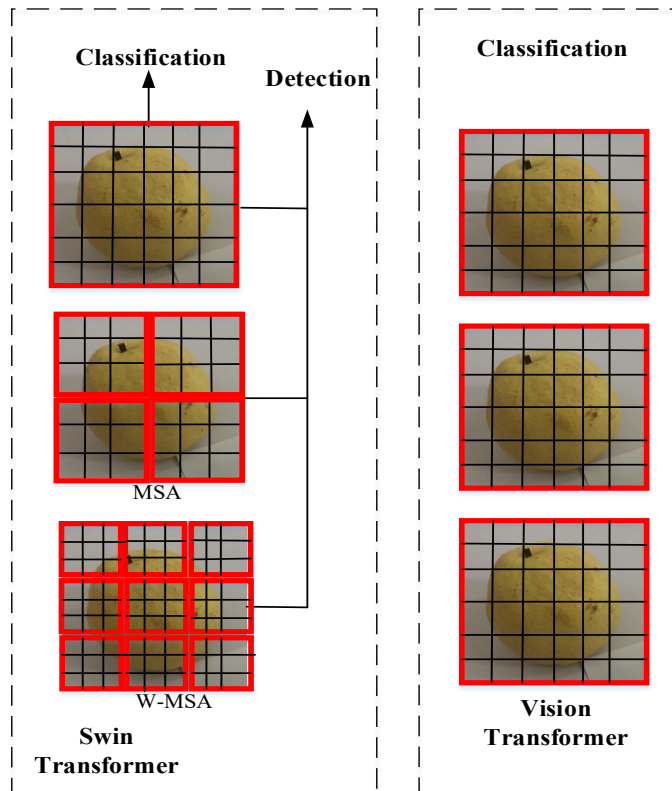 Classification
Detection
MSA
W-MSA
Swin
Transformer
Classification
Vision
Transformer